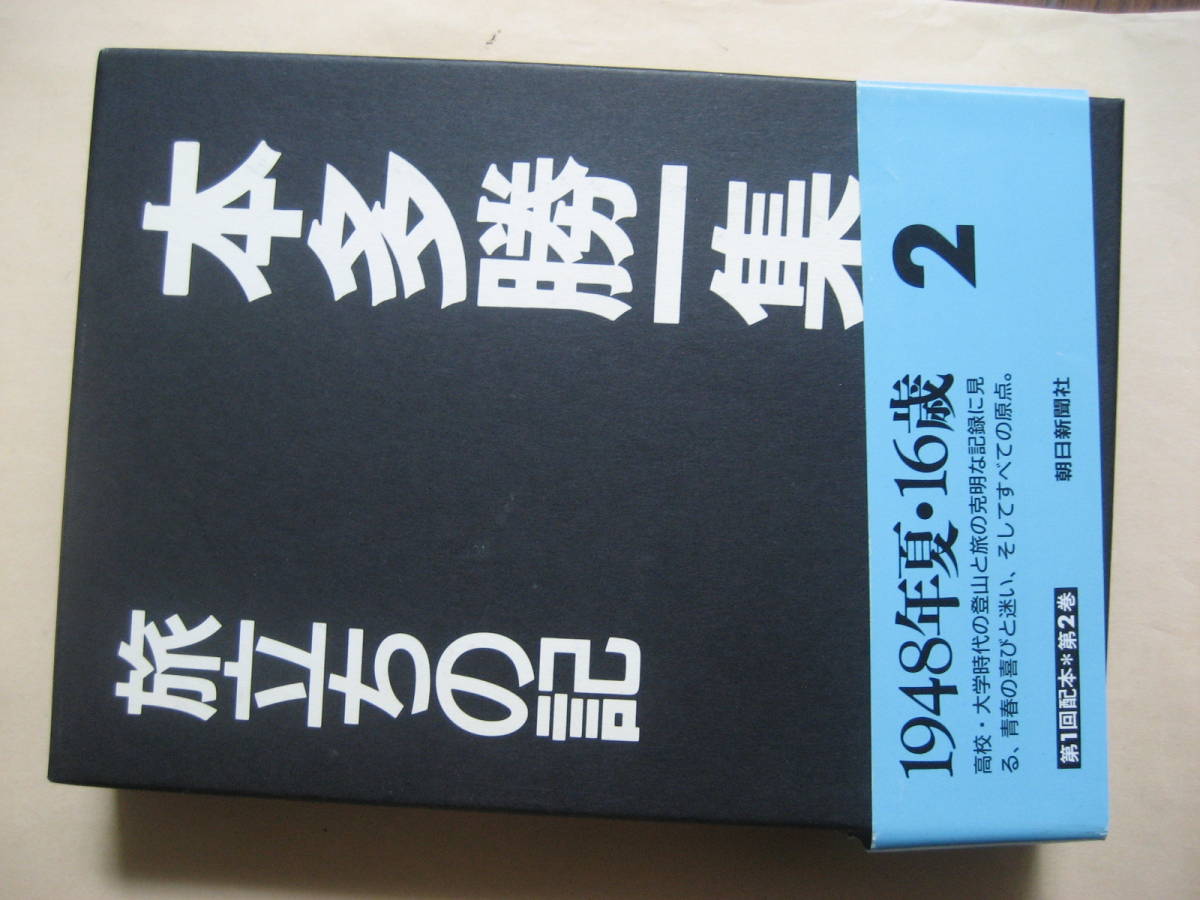 本多勝一集
旅立ちの記
2
1948年夏・16歳
高校・大学時代の登山と旅の克明な記録に見
る、青春の喜びと迷い、そしてすべての原点。
第1回配本*第2巻
朝日新聞社